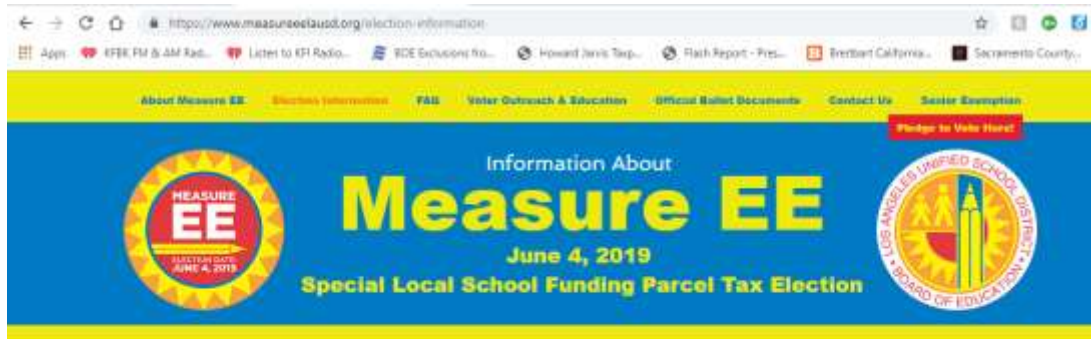 https://www.measureeelausd.org/election-information
Apps KFBK FM & AM Rad... Listen to KFI Radio... BOE Exclusions fro... Howard Jarvis Taxp... Flash Report - Pres... Breitbart California... Sacramento County...
About Measure EE Election Information FAQ Voter Outreach & Education Official Ballot Documents Contact Us Senior Exemption
Pledge to Vote Here!
Information About
Measure EE
June 4, 2019
Special Local School Funding Parcel Tax Election
MEASURE
EE
ELECTION DATE:
JUNE 4, 2019
LOS ANGELES UNIFIED SCHOOL DISTRICT
BOARD OF EDUCATION